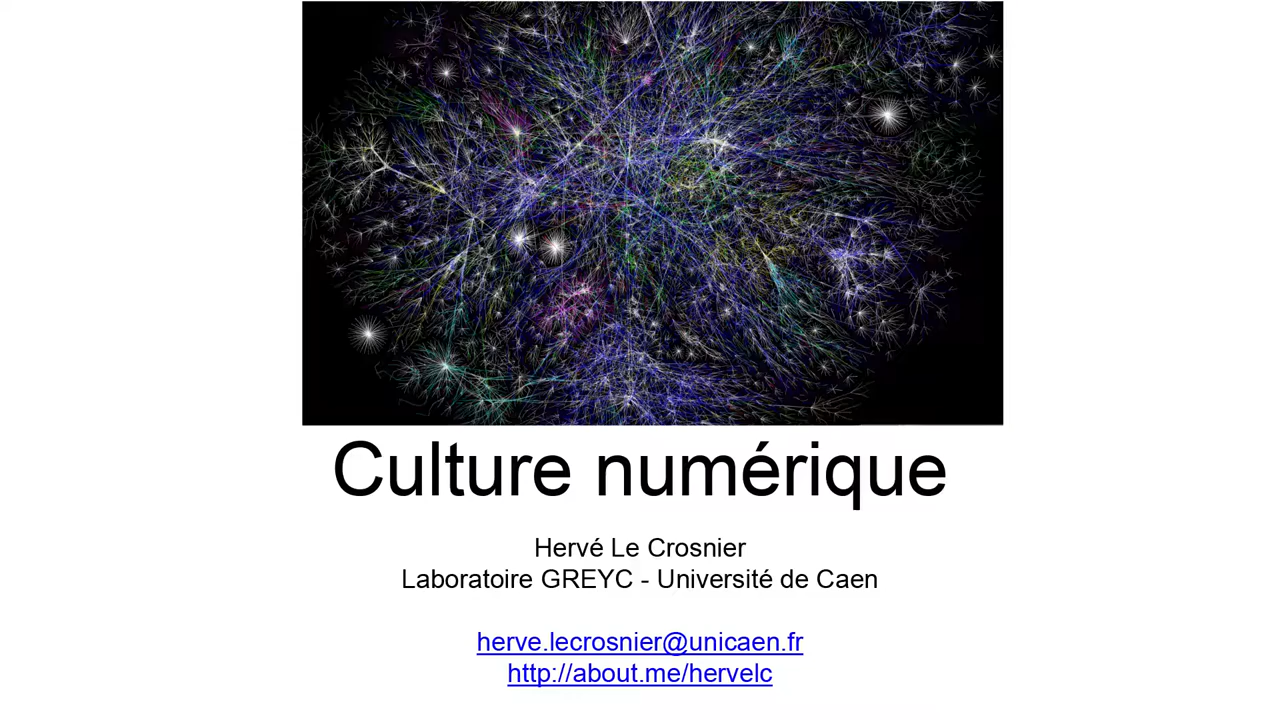 Culture numérique
Hervé Le Crosnier
Laboratoire GREYC - Université de Caen
herve.lecrosnier@unicaen.fr
http://about.me/hervelc